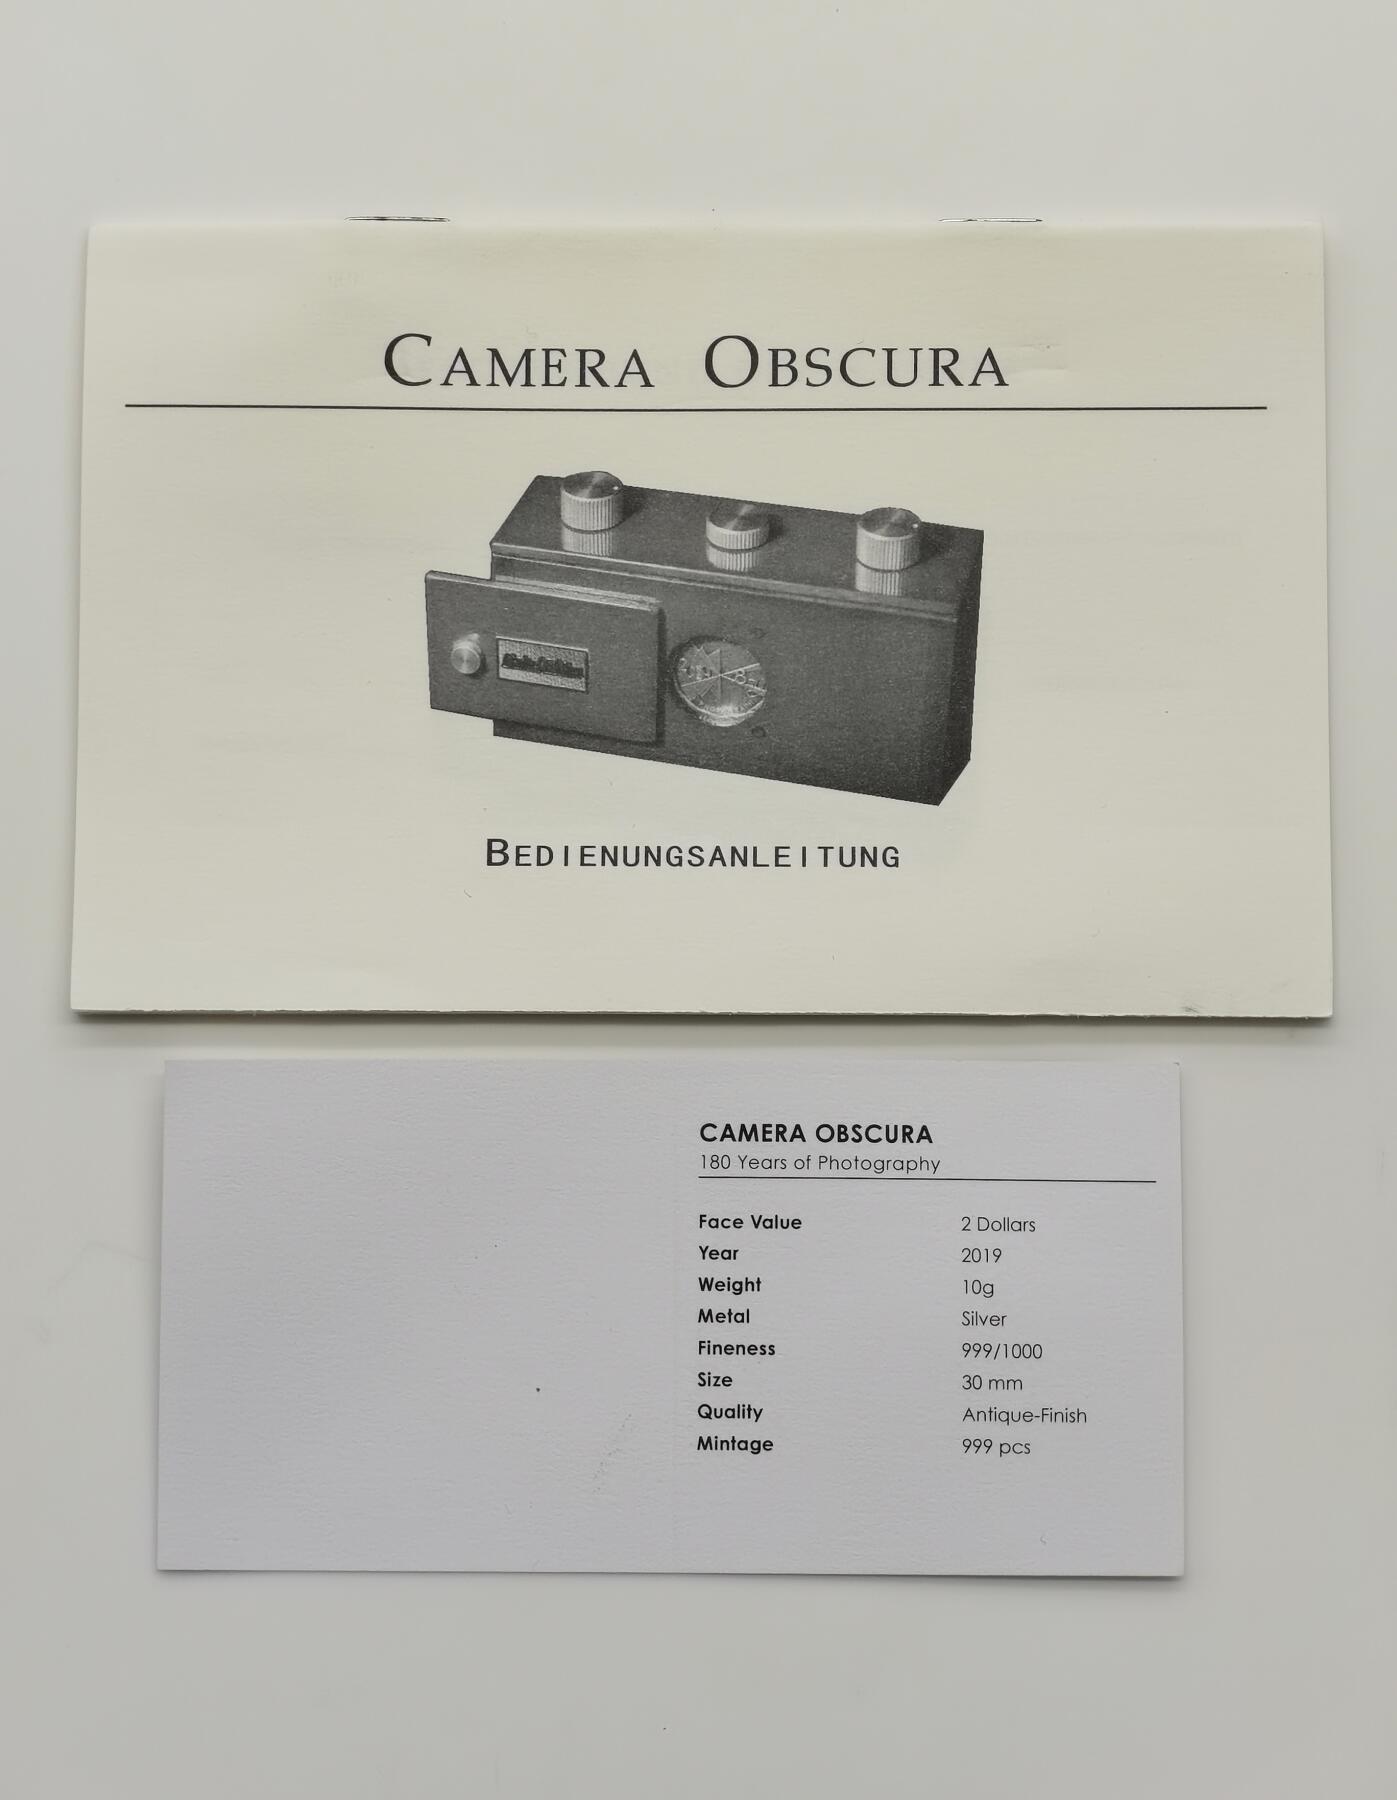 CAMERA OBSCURA
BEDIENUNGSANLEITUNG
CAMERA OBSCURA
180 Years of Photography
Face Value 2 Dollars
Year 2019
Weight 10g
Metal Silver
Fineness 999/1000
Size 30 mm
Quality Antique-Finish
Mintage 999 pcs